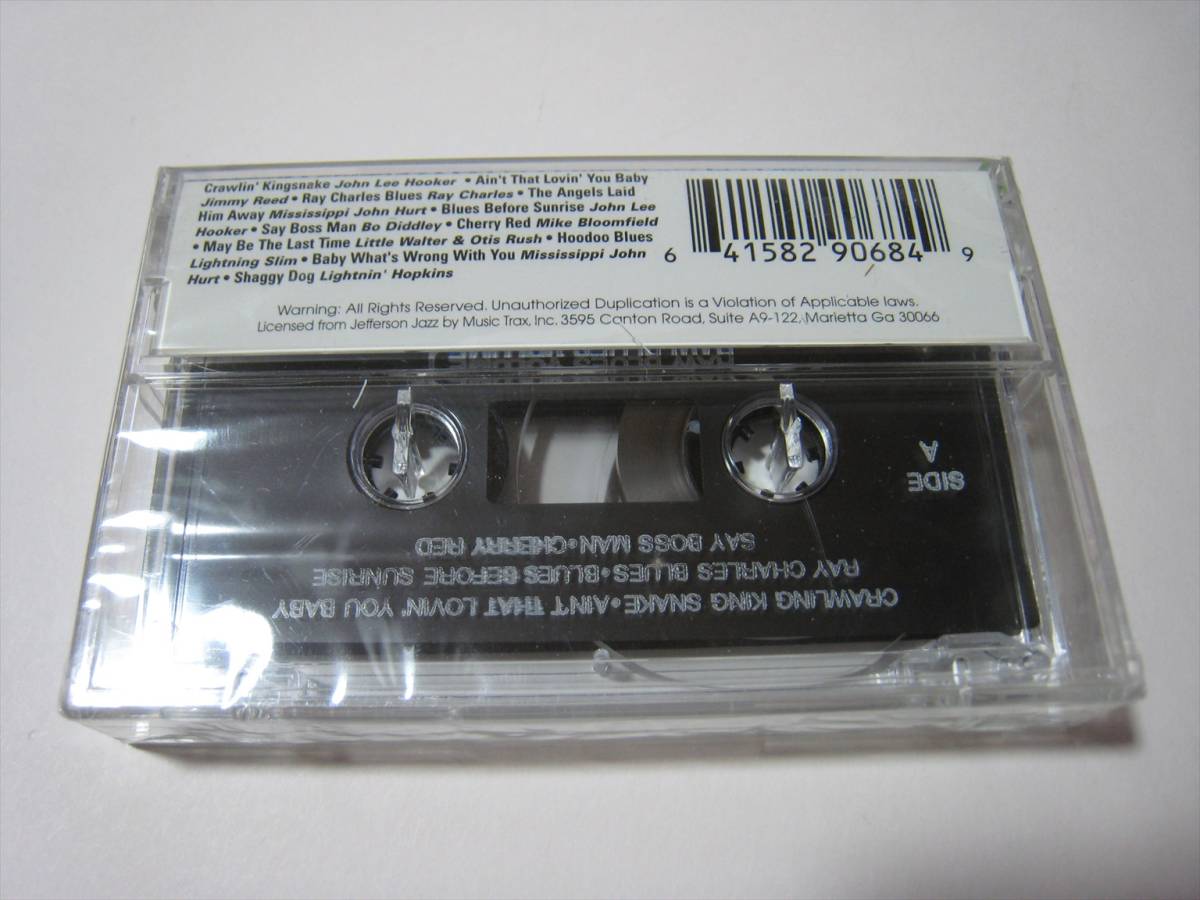 Crawlin' Kingsnake John Lee Hooker • Ain't That Lovin' You Baby
Jimmy Reed • Ray Charles Blues Ray Charles • The Angels Laid
Him Away Mississippi John Hurt • Blues Before Sunrise John Lee
Hooker • Say Boss Man Bo Diddley • Cherry Red Mike Bloomfield
• May Be The Last Time Little Walter & Otis Rush • Hoodoo Blues
Lightning Slim • Baby What's Wrong With You Mississippi John
Hurt • Shaggy Dog Lightnin' Hopkins
6 41582 90684 9
Warning: All Rights Reserved. Unauthorized Duplication is a Violation of Applicable laws.
Licensed from Jefferson Jazz by Music Trax, Inc. 3595 Canton Road, Suite A9-122, Marietta Ga 30066
CRAWLING KING SNAKE • AIN'T THAT LOVIN' YOU BABY
RAY CHARLES BLUES • BLUES BEFORE SUNRISE
SAY BOSS MAN • CHERRY RED
SIDE
A